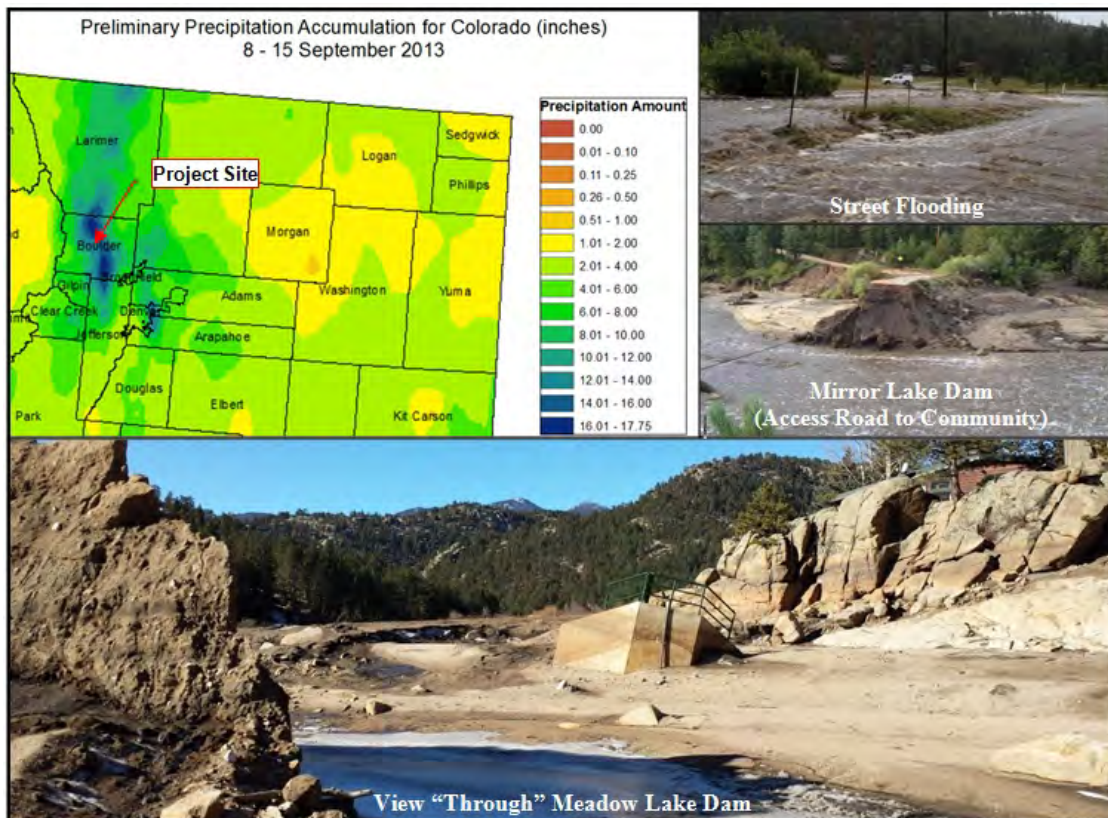 Preliminary Precipitation Accumulation for Colorado (inches)
8 - 15 September 2013
Larimer
Project Site
Boulder
Gilpin
Clear Creek
Jefferson
Adams
Arapahoe
Douglas
Park
Elbert
Morgan
Logan
Sedgwick
Phillips
Washington
Yuma
Kit Carson
Precipitation Amount
0.00
0.01 - 0.10
0.11 - 0.25
0.26 - 0.50
0.51 - 1.00
1.01 - 2.00
2.01 - 4.00
4.01 - 6.00
6.01 - 8.00
8.01 - 10.00
10.01 - 12.00
12.01 - 14.00
14.01 - 16.00
16.01 - 17.75
Street Flooding
Mirror Lake Dam
(Access Road to Community)
View “Through” Meadow Lake Dam